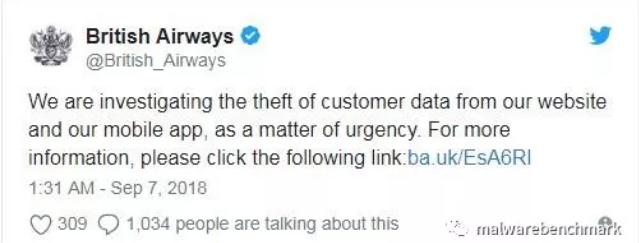 British Airways
@British_Airways
We are investigating the theft of customer data from our website
and our mobile app, as a matter of urgency. For more
information, please click the following link:ba.uk/EsA6RI
1:31 AM - Sep 7, 2018
309 1,034 people are talking about this
malwarebenchmark